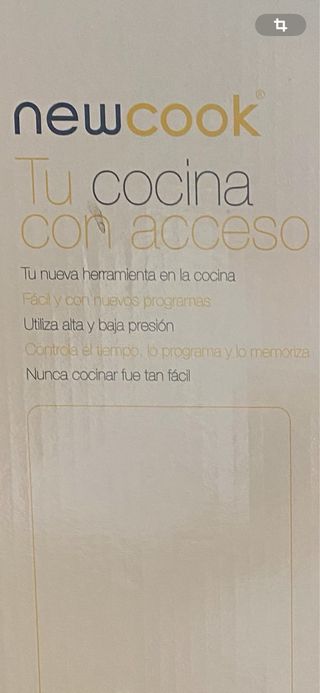 newcook®
Tu cocina
con acceso
Tu nueva herramienta en la cocina
Fácil y con nuevos programas
Utiliza alta y baja presión
Controla el tiempo, lo programa y lo memoriza
Nunca cocinar fue tan fácil